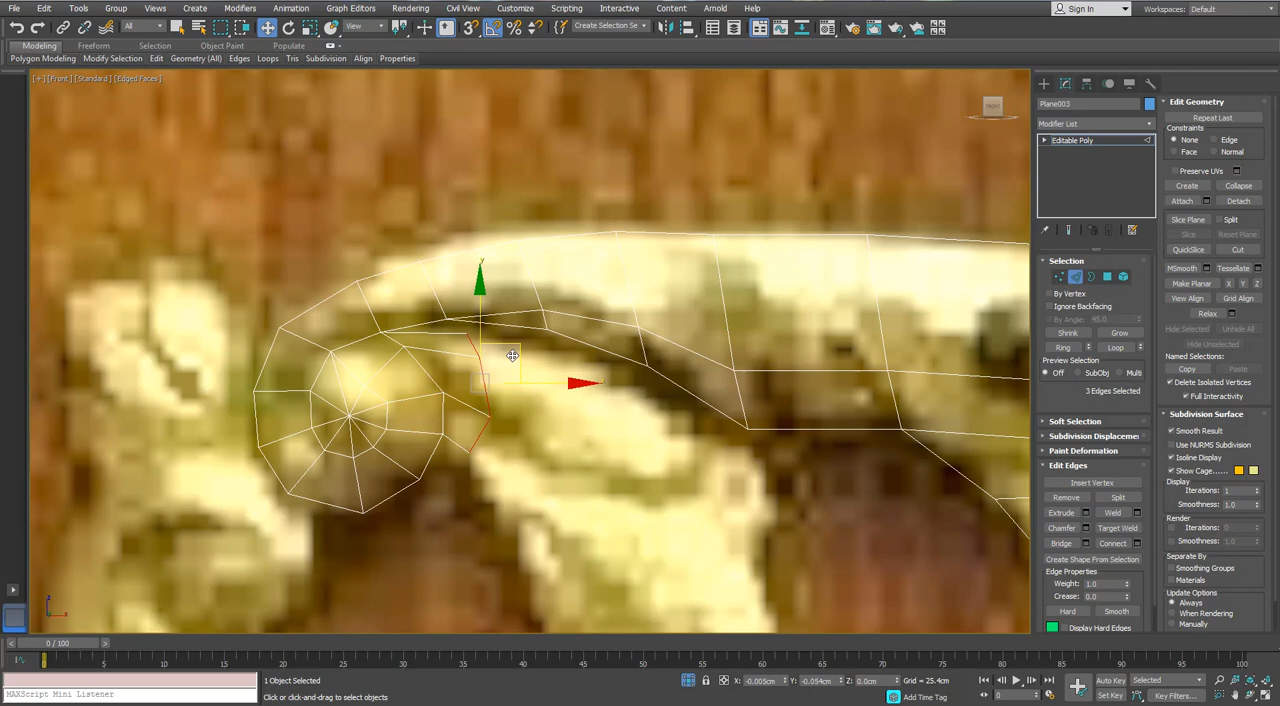 File Edit Tools Group Views Create Modifiers Animation Graph Editors Rendering Civil View Customize Scripting Interactive Content Arnold Help Sign In Workspaces: Default
All View Create Selection Se
Modeling Freeform Selection Object Paint Populate
Polygon Modeling Modify Selection Edit Geometry (All) Edges Loops Tris Subdivision Align Properties
[+] [Front] [Standard] [Edged Faces]
FRONT
y
z
x
Plane003
Modifier List
Editable Poly
Selection
By Vertex
Ignore Backfacing
By Angle: 45.0
Shrink Grow
Ring Loop
Preview Selection
Off SubObj Multi
3 Edges Selected
Soft Selection
Subdivision Displacemen
Paint Deformation
Edit Edges
Insert Vertex
Remove Split
Extrude Weld
Chamfer Target Weld
Bridge Connect
Create Shape From Selection
Edge Properties
Weight: 1.0
Crease: 0.0
Hard Smooth
Display Hard Edges
Edit Geometry
Repeat Last
Constraints
None Edge
Face Normal
Preserve UVs
Create Collapse
Attach Detach
Slice Plane Split
Slice Reset Plane
QuickSlice Cut
MSmooth Tessellate
Make Planar X Y Z
View Align Grid Align
Relax
Hide Selected Unhide All
Hide Unselected
Named Selections:
Copy Paste
Delete Isolated Vertices
Full Interactivity
Subdivision Surface
Smooth Result
Use NURMS Subdivision
Isoline Display
Show Cage......
Display
Iterations: 1
Smoothness: 1.0
Render
Iterations: 0
Smoothness: 1.0
Separate By
Smoothing Groups
Materials
Update Options
Always
When Rendering
Manually
< 0 / 100 >
0 5 10 15 20 25 30 35 40 45 50 55 60 65 70 75 80 85 90 95 100
MAXScript Mini Listener
1 Object Selected
Click or click-and-drag to select objects
X: -0.005cm Y: -0.054cm Z: 0.0cm Grid = 25.4cm
Add Time Tag
0
Auto Key Selected
Set Key Key Filters...